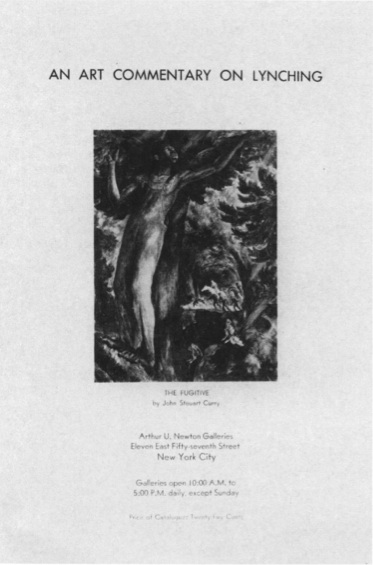 AN ART COMMENTARY ON LYNCHING
THE FUGITIVE
by John Steuart Curry
Arthur U. Newton Galleries
Eleven East Fifty-seventh Street
New York City
Galleries open 10:00 A.M. to
5:00 P.M. daily, except Sunday
Price of Catalogue: Twenty-Five Cents